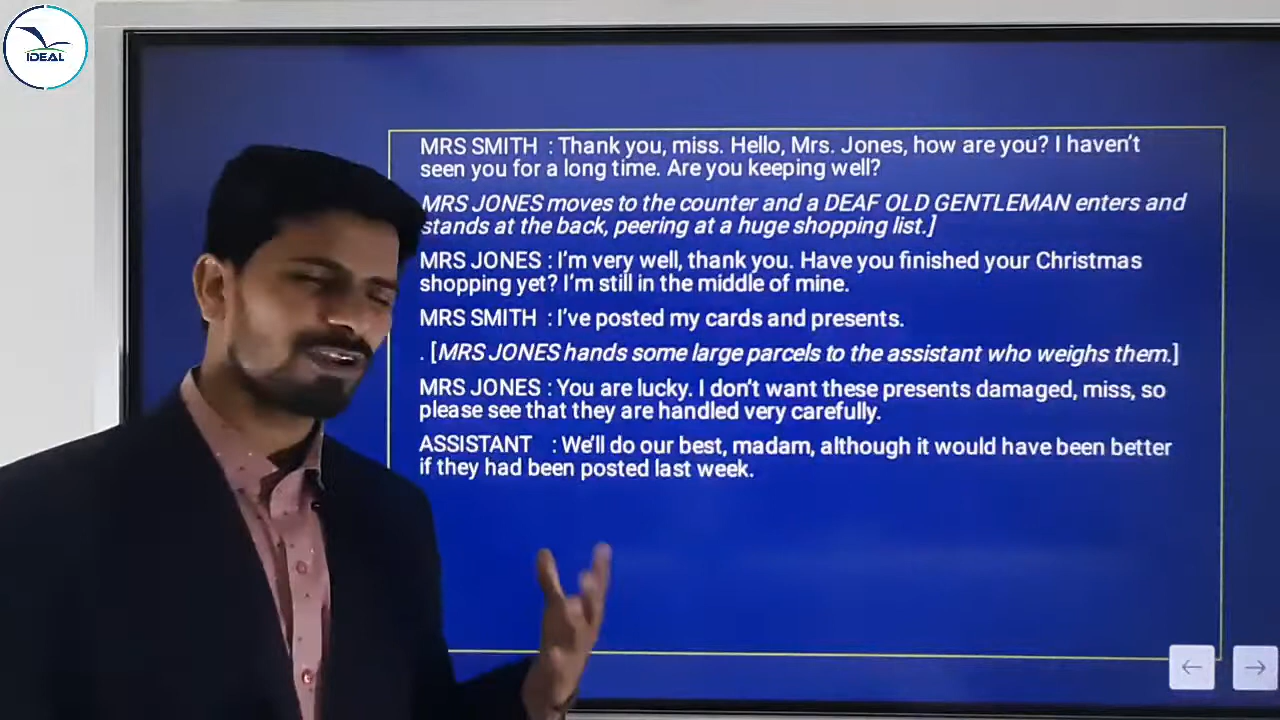 IDEAL
MRS SMITH : Thank you, miss. Hello, Mrs. Jones, how are you? I haven't
seen you for a long time. Are you keeping well?
MRS JONES moves to the counter and a DEAF OLD GENTLEMAN enters and
stands at the back, peering at a huge shopping list.]
MRS JONES : I'm very well, thank you. Have you finished your Christmas
shopping yet? I'm still in the middle of mine.
MRS SMITH : I've posted my cards and presents.
. [MRS JONES hands some large parcels to the assistant who weighs them.]
MRS JONES : You are lucky. I don't want these presents damaged, miss, so
please see that they are handled very carefully.
ASSISTANT : We'll do our best, madam, although it would have been better
if they had been posted last week.